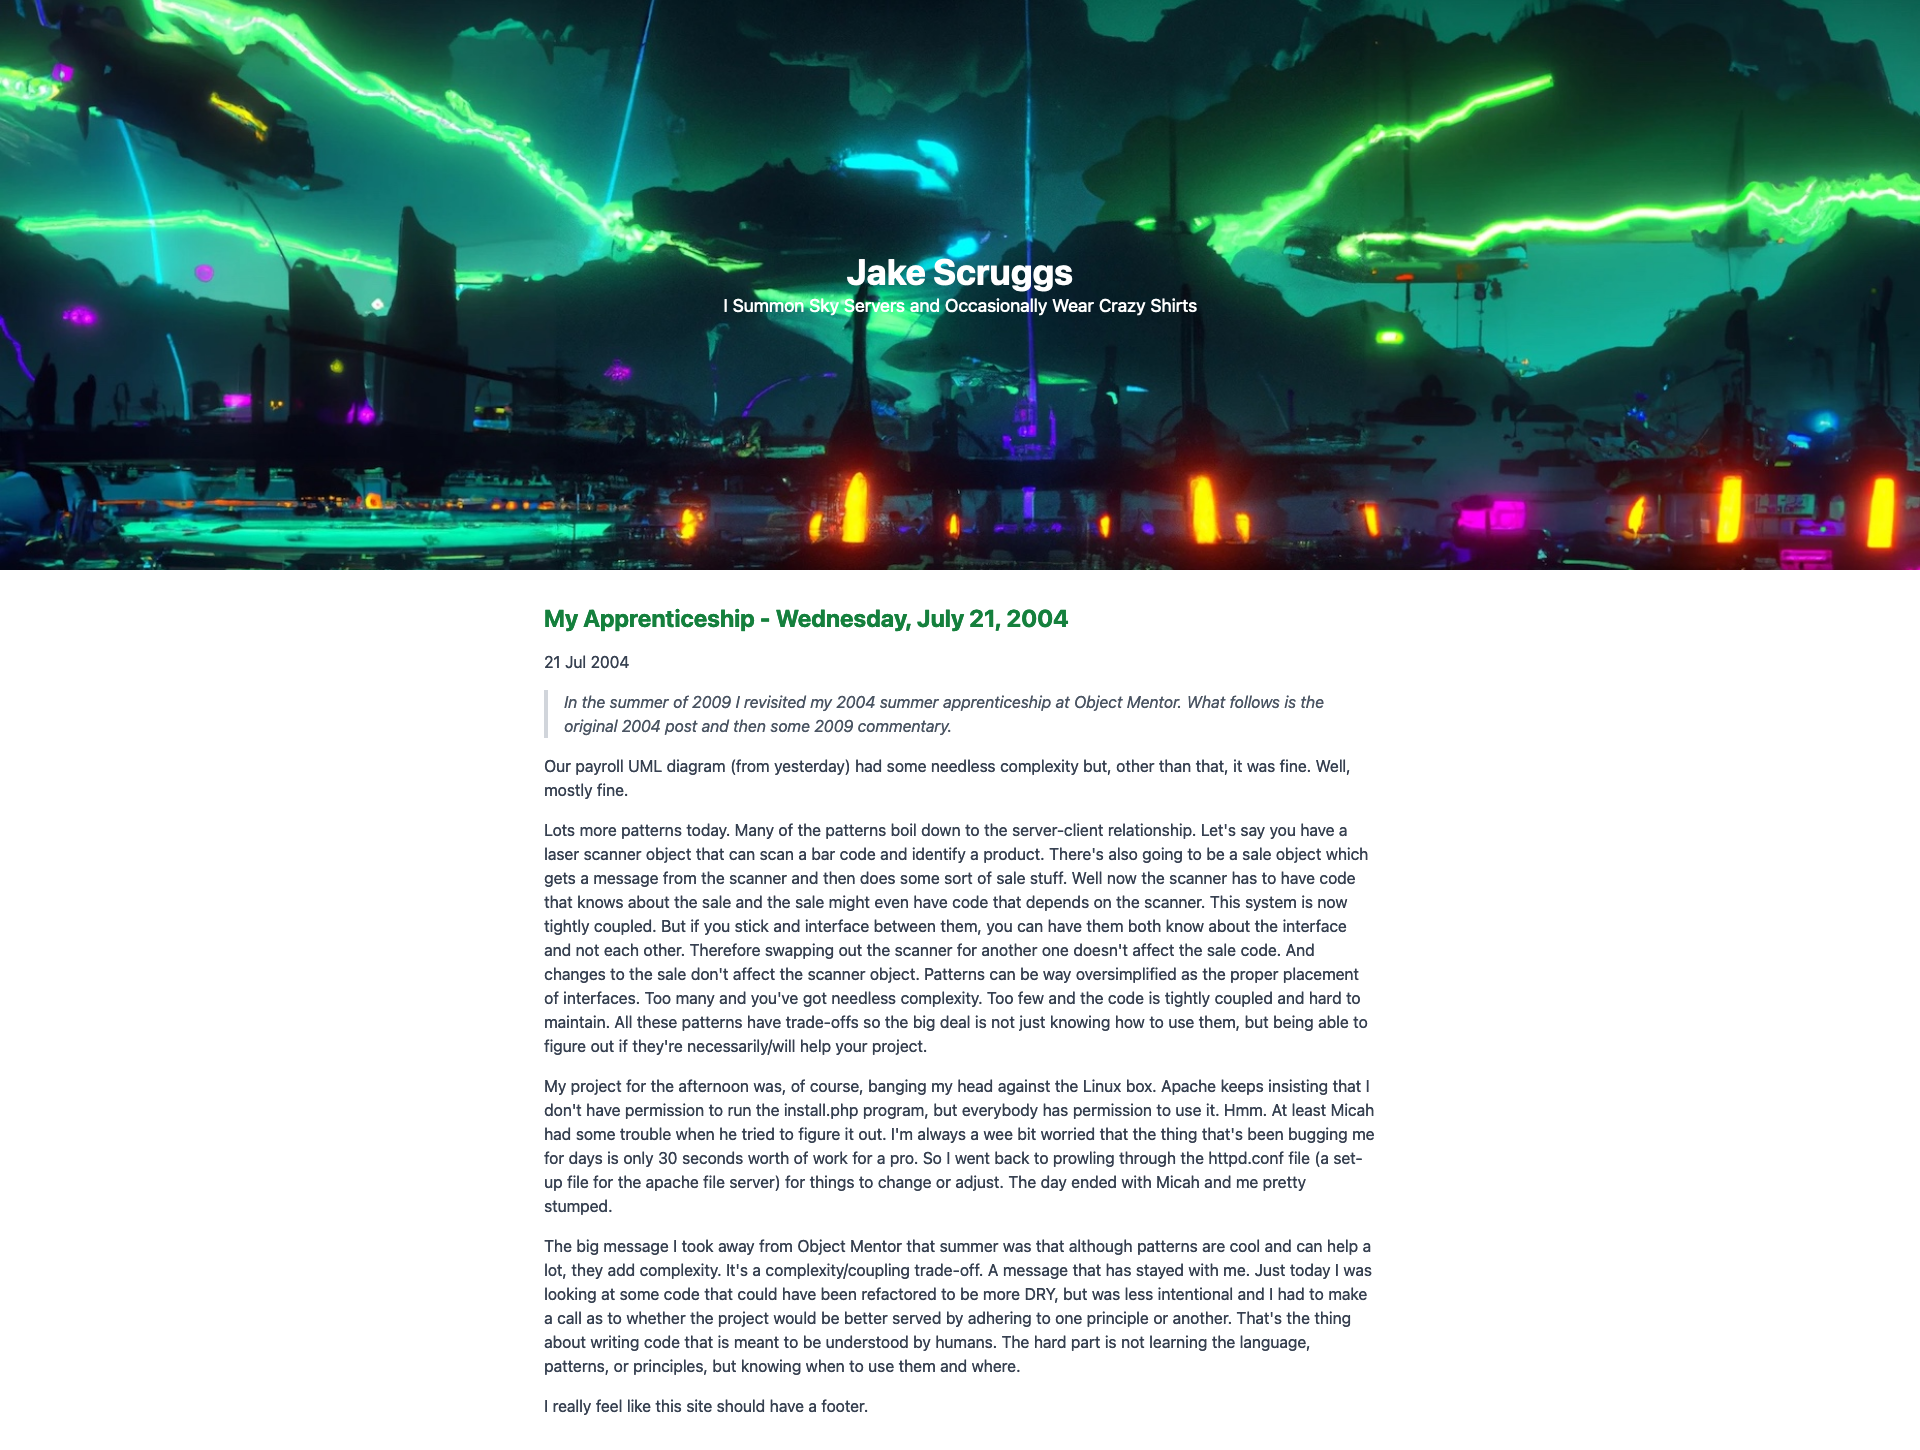 Jake Scruggs
I Summon Sky Servers and Occasionally Wear Crazy Shirts
My Apprenticeship - Wednesday, July 21, 2004
21 Jul 2004
In the summer of 2009 I revisited my 2004 summer apprenticeship at Object Mentor. What follows is the
original 2004 post and then some 2009 commentary.
Our payroll UML diagram (from yesterday) had some needless complexity but, other than that, it was fine. Well,
mostly fine.
Lots more patterns today. Many of the patterns boil down to the server-client relationship. Let's say you have a
laser scanner object that can scan a bar code and identify a product. There's also going to be a sale object which
gets a message from the scanner and then does some sort of sale stuff. Well now the scanner has to have code
that knows about the sale and the sale might even have code that depends on the scanner. This system is now
tightly coupled. But if you stick and interface between them, you can have them both know about the interface
and not each other. Therefore swapping out the scanner for another one doesn't affect the sale code. And
changes to the sale don't affect the scanner object. Patterns can be way oversimplified as the proper placement
of interfaces. Too many and you've got needless complexity. Too few and the code is tightly coupled and hard to
maintain. All these patterns have trade-offs so the big deal is not just knowing how to use them, but being able to
figure out if they're necessarily/will help your project.
My project for the afternoon was, of course, banging my head against the Linux box. Apache keeps insisting that I
don't have permission to run the install.php program, but everybody has permission to use it. Hmm. At least Micah
had some trouble when he tried to figure it out. I'm always a wee bit worried that the thing that's been bugging me
for days is only 30 seconds worth of work for a pro. So I went back to prowling through the httpd.conf file (a set-
up file for the apache file server) for things to change or adjust. The day ended with Micah and me pretty
stumped.
The big message I took away from Object Mentor that summer was that although patterns are cool and can help a
lot, they add complexity. It's a complexity/coupling trade-off. A message that has stayed with me. Just today I was
looking at some code that could have been refactored to be more DRY, but was less intentional and I had to make
a call as to whether the project would be better served by adhering to one principle or another. That's the thing
about writing code that is meant to be understood by humans. The hard part is not learning the language,
patterns, or principles, but knowing when to use them and where.
I really feel like this site should have a footer.